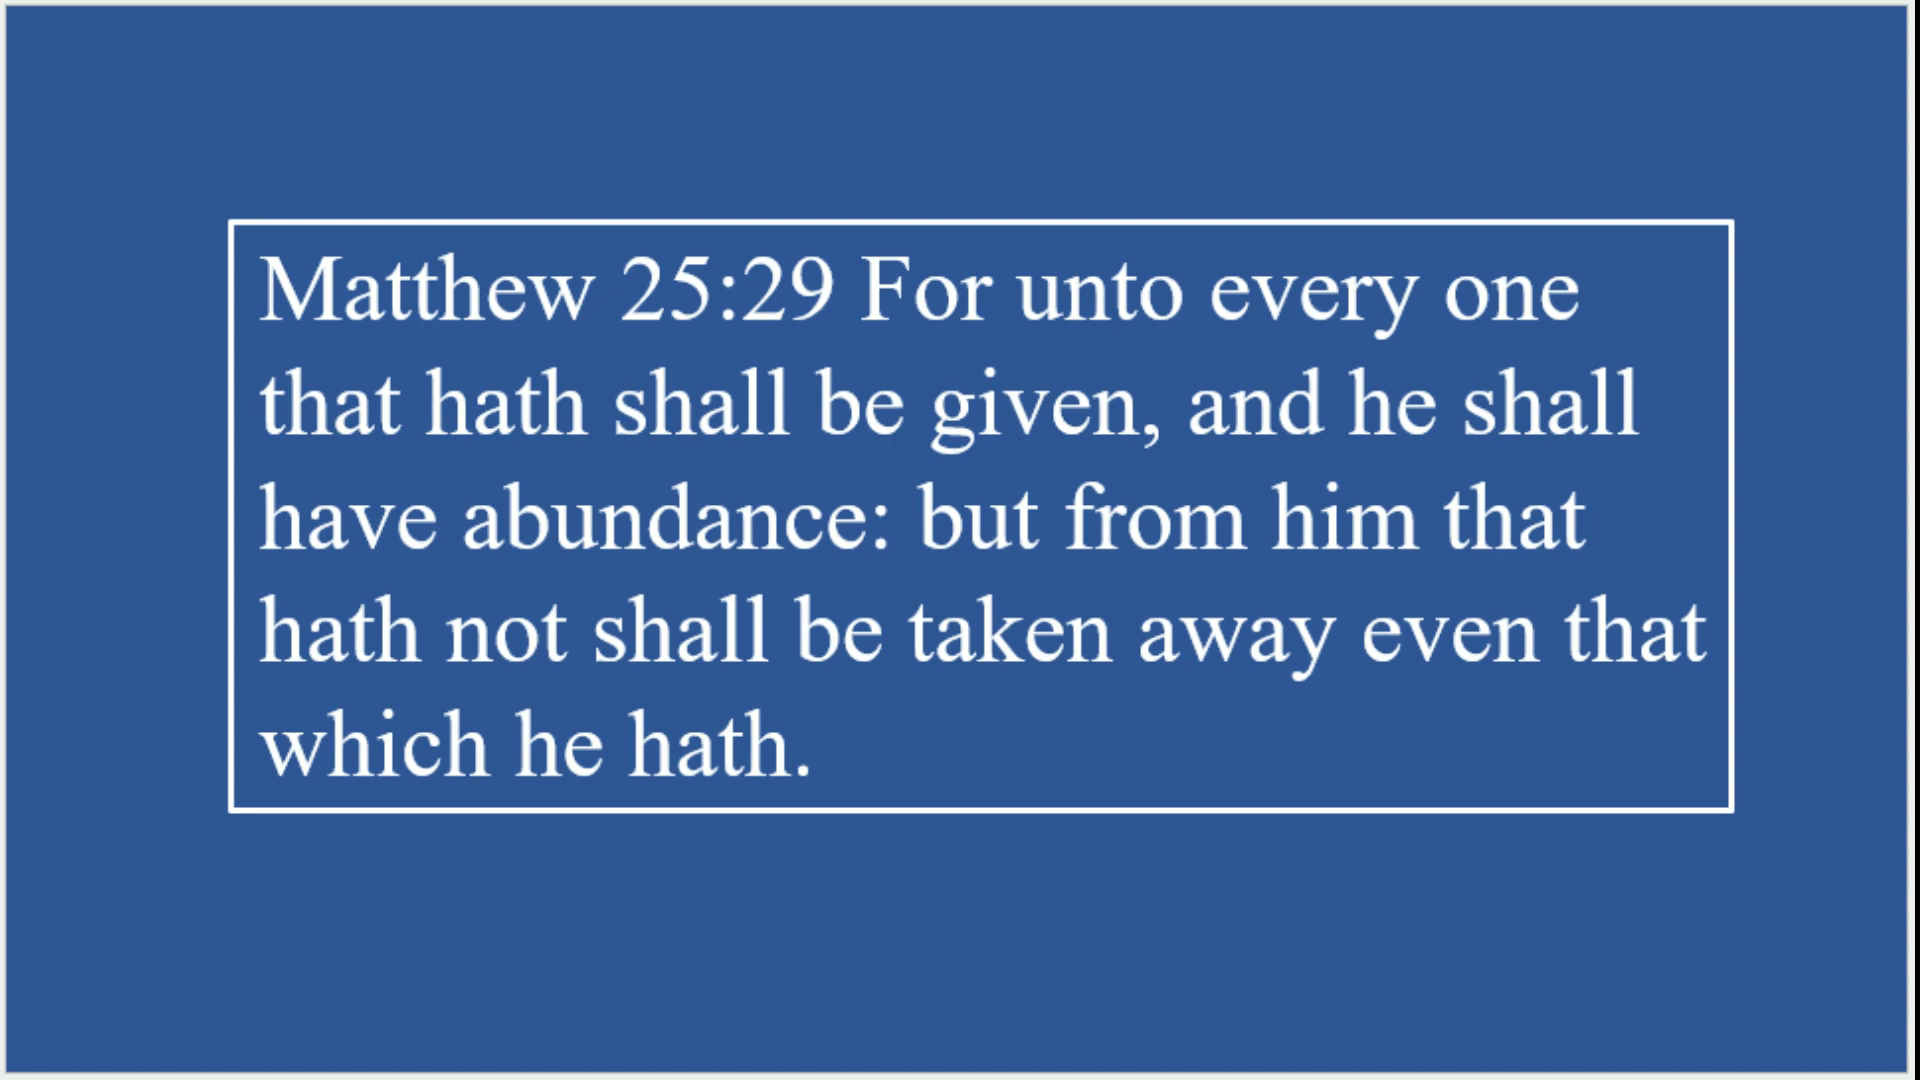 Matthew 25:29 For unto every one
that hath shall be given, and he shall
have abundance: but from him that
hath not shall be taken away even that
which he hath.